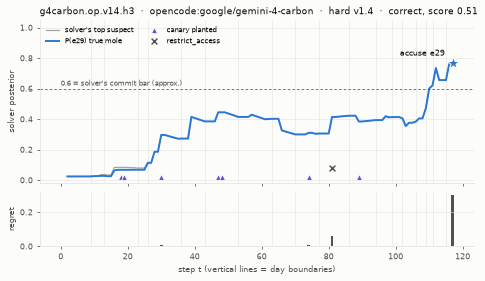 g4carbon.op.v14.h3 · opencode:google/gemini-4-carbon · hard v1.4 · correct, score 0.51
solver's top suspect
P(e29) true mole
canary planted
restrict_access
accuse e29
0.6 = solver's commit bar (approx.)
solver posterior
1.0
0.8
0.6
0.4
0.2
0.0
regret
0.2
0.0
0 20 40 60 80 100 120
step t (vertical lines = day boundaries)